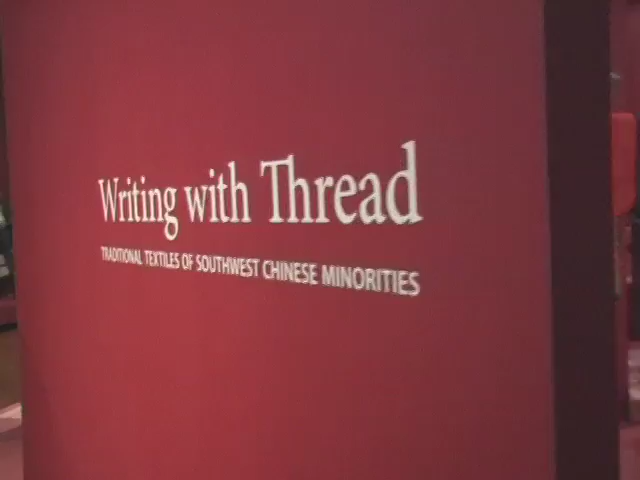 Writing with Thread
TRADITIONAL TEXTILES OF SOUTHWEST CHINESE MINORITIES